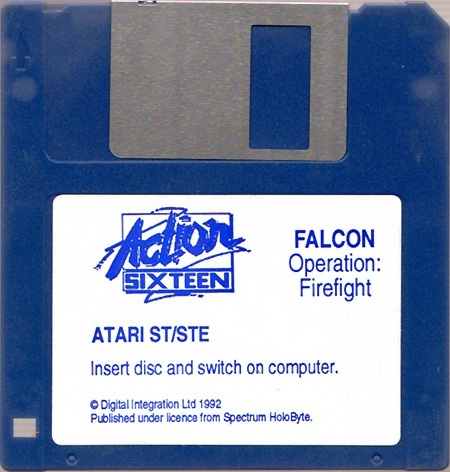 Action
SIXTEEN
FALCON
Operation:
Firefight
ATARI ST/STE
Insert disc and switch on computer.
© Digital Integration Ltd 1992
Published under licence from Spectrum HoloByte.